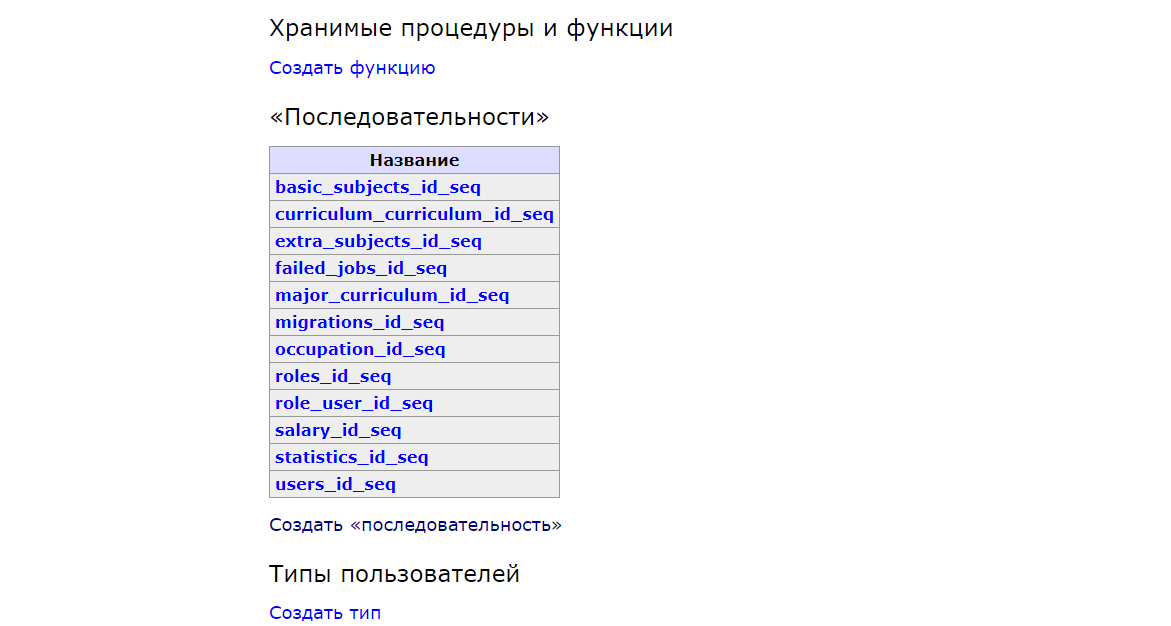 Хранимые процедуры и функции
Создать функцию
«Последовательности»
Название
basic_subjects_id_seq
curriculum_curriculum_id_seq
extra_subjects_id_seq
failed_jobs_id_seq
major_curriculum_id_seq
migrations_id_seq
occupation_id_seq
roles_id_seq
role_user_id_seq
salary_id_seq
statistics_id_seq
users_id_seq
Создать «последовательность»
Типы пользователей
Создать тип